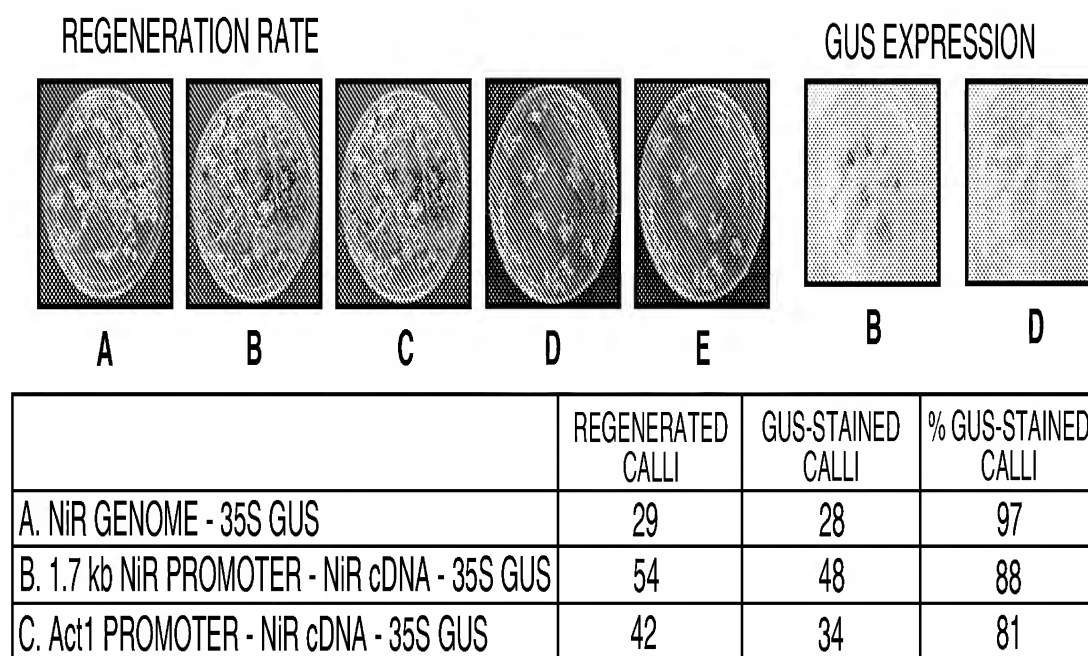 REGENERATION RATE
GUS EXPRESSION
A
B
C
D
E
B
D
REGENERATED CALLI
GUS-STAINED CALLI
% GUS-STAINED CALLI
A. NiR GENOME - 35S GUS 29 28 97
B. 1.7 kb NiR PROMOTER - NiR cDNA - 35S GUS 54 48 88
C. Act1 PROMOTER - NiR cDNA - 35S GUS 42 34 81